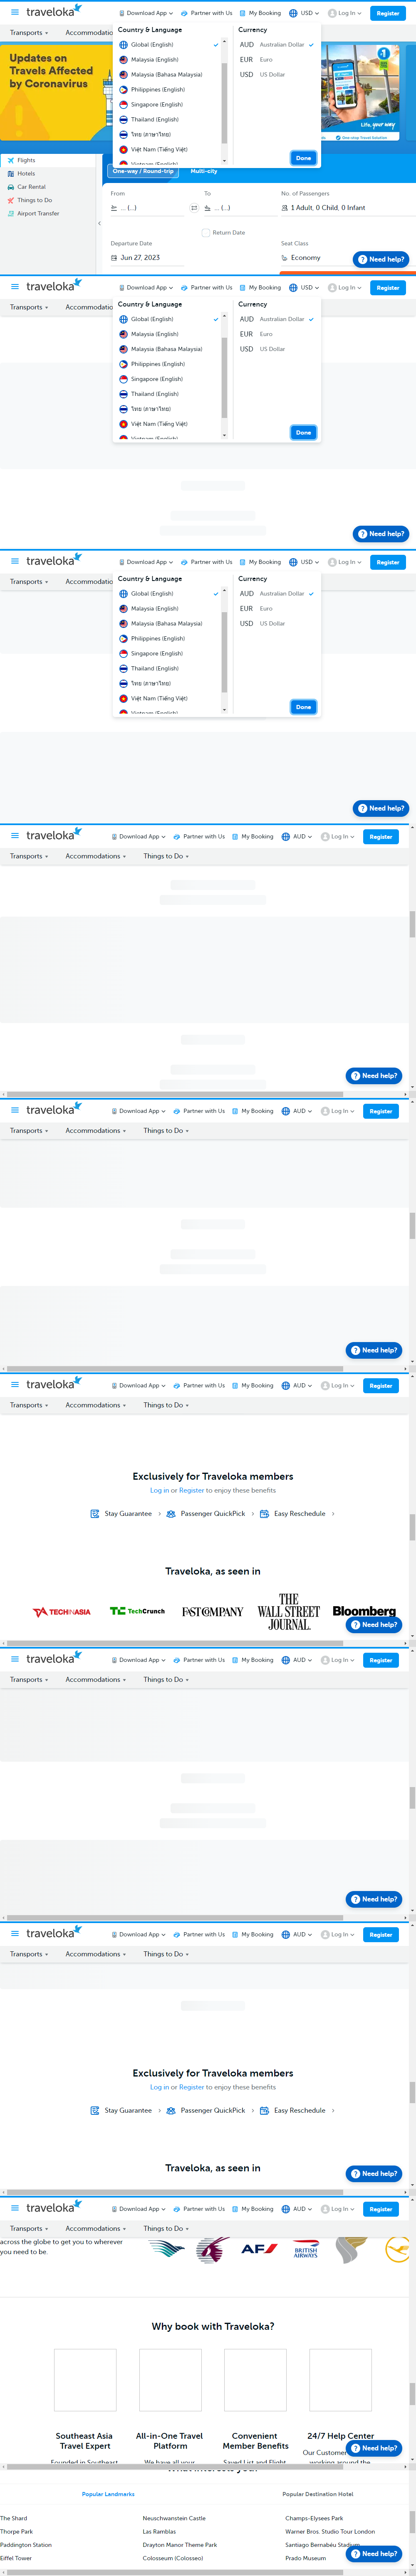 traveloka
Download App
Partner with Us
My Booking
USD
Log In
Register
Transports
Accommodatio
Country & Language
Currency
Global (English)
Malaysia (English)
Malaysia (Bahasa Malaysia)
Philippines (English)
Singapore (English)
Thailand (English)
ไทย (ภาษาไทย)
Việt Nam (Tiếng Việt)
Vietnam (English)
AUD Australian Dollar
EUR Euro
USD US Dollar
Done
Updates on
Travels Affected
by Coronavirus
Life, your way
Flights
Hotels
Car Rental
Things to Do
Airport Transfer
One-way / Round-trip
Multi-city
From
To
No. of Passengers
... (...)
... (...)
1 Adult, 0 Child, 0 Infant
Return Date
Departure Date
Seat Class
Jun 27, 2023
Economy
Need help?
traveloka
Download App
Partner with Us
My Booking
USD
Log In
Register
Transports
Accommodatio
Country & Language
Currency
Global (English)
Malaysia (English)
Malaysia (Bahasa Malaysia)
Philippines (English)
Singapore (English)
Thailand (English)
ไทย (ภาษาไทย)
Việt Nam (Tiếng Việt)
Vietnam (English)
AUD Australian Dollar
EUR Euro
USD US Dollar
Done
Need help?
traveloka
Download App
Partner with Us
My Booking
USD
Log In
Register
Transports
Accommodatio
Country & Language
Currency
Global (English)
Malaysia (English)
Malaysia (Bahasa Malaysia)
Philippines (English)
Singapore (English)
Thailand (English)
ไทย (ภาษาไทย)
Việt Nam (Tiếng Việt)
Vietnam (English)
AUD Australian Dollar
EUR Euro
USD US Dollar
Done
Need help?
traveloka
Download App
Partner with Us
My Booking
AUD
Log In
Register
Transports
Accommodations
Things to Do
Need help?
traveloka
Download App
Partner with Us
My Booking
AUD
Log In
Register
Transports
Accommodations
Things to Do
Need help?
traveloka
Download App
Partner with Us
My Booking
AUD
Log In
Register
Transports
Accommodations
Things to Do
Exclusively for Traveloka members
Log in or Register to enjoy these benefits
Stay Guarantee
Passenger QuickPick
Easy Reschedule
Traveloka, as seen in
TECHINASIA
TechCrunch
FAST COMPANY
THE WALL STREET JOURNAL.
Bloomberg
Need help?
traveloka
Download App
Partner with Us
My Booking
AUD
Log In
Register
Transports
Accommodations
Things to Do
Need help?
traveloka
Download App
Partner with Us
My Booking
AUD
Log In
Register
Transports
Accommodations
Things to Do
Exclusively for Traveloka members
Log in or Register to enjoy these benefits
Stay Guarantee
Passenger QuickPick
Easy Reschedule
Traveloka, as seen in
Need help?
traveloka
Download App
Partner with Us
My Booking
AUD
Log In
Register
Transports
Accommodations
Things to Do
across the globe to get you to wherever
you need to be.
AF
BRITISH AIRWAYS
Why book with Traveloka?
Southeast Asia
Travel Expert
All-in-One Travel
Platform
Convenient
Member Benefits
24/7 Help Center
Founded in Southeast
We have all your
Saved List and Flight
Our Customer
working around the
Need help?
What interests you?
Popular Landmarks
Popular Destination Hotel
The Shard
Neuschwanstein Castle
Champs-Elysees Park
Thorpe Park
Las Ramblas
Warner Bros. Studio Tour London
Paddington Station
Drayton Manor Theme Park
Santiago Bernabéu Stadium
Eiffel Tower
Colosseum (Colosseo)
Prado Museum
Need help?